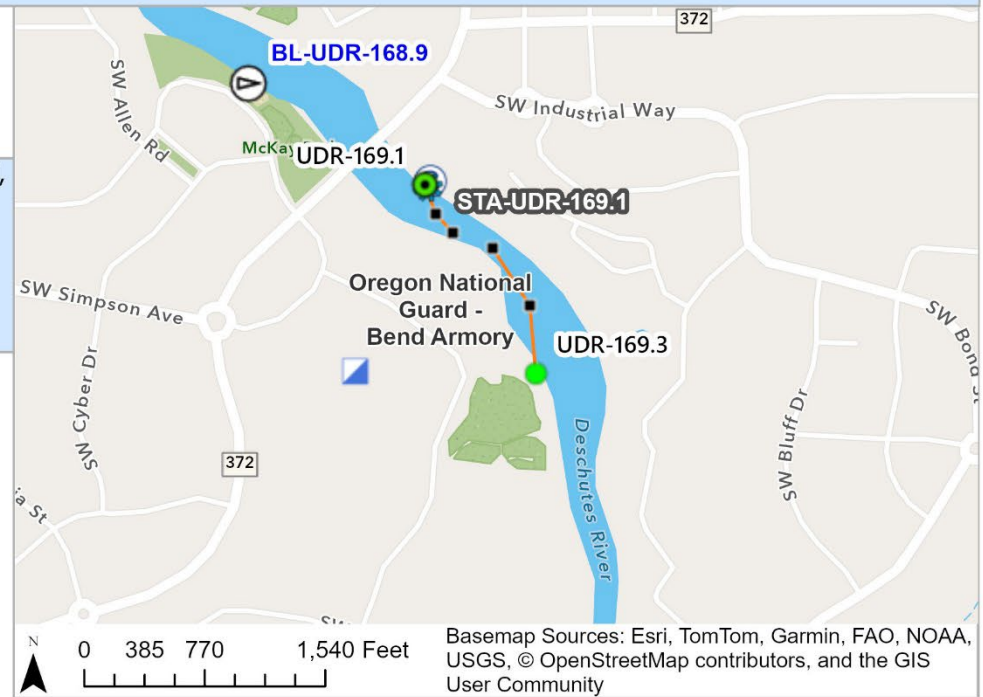 372
BL-UDR-168.9
SW Allen Rd
SW Industrial Way
McKay
UDR-169.1
STA-UDR-169.1
Oregon National
Guard -
Bend Armory
SW Simpson Ave
UDR-169.3
SW Bond
SW Cyber Dr
Deschutes River
SW Bluff Dr
372
ia St
N
0 385 770 1,540 Feet
Basemap Sources: Esri, TomTom, Garmin, FAO, NOAA,
USGS, © OpenStreetMap contributors, and the GIS
User Community